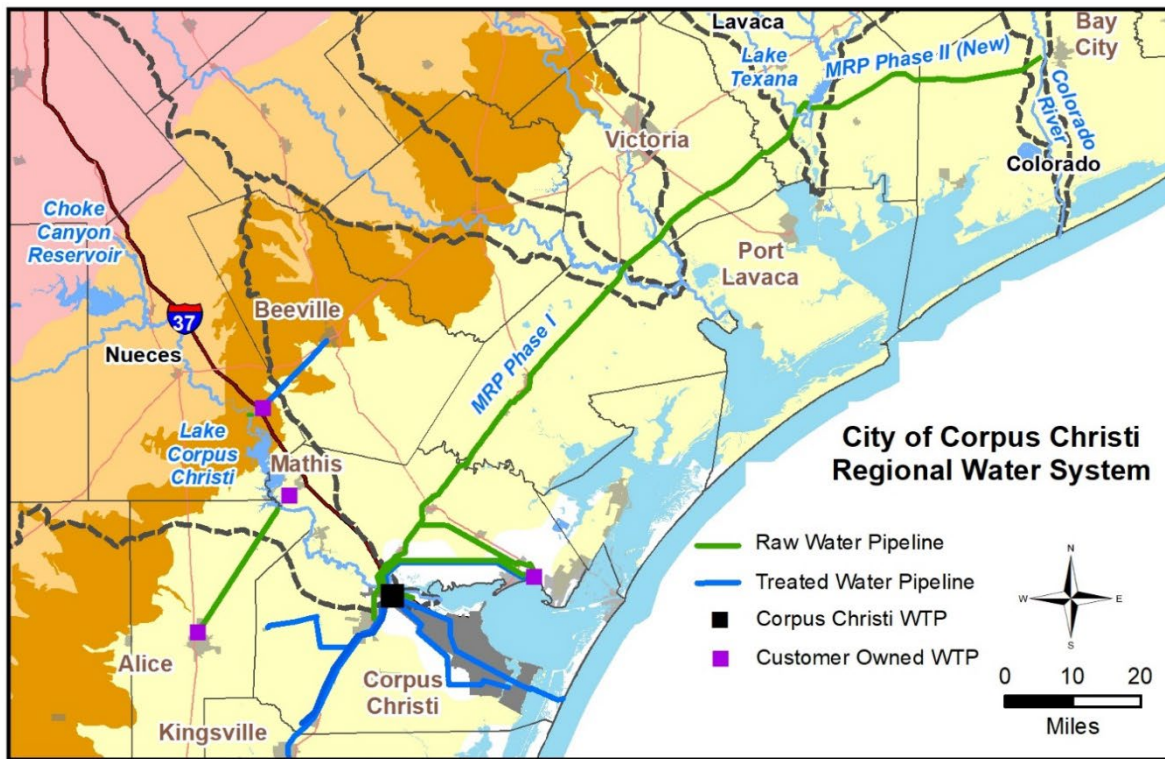 Lavaca
Lake
Texana
MRP Phase II (New)
Bay
City
Colorado
River
Colorado
Victoria
Choke
Canyon
Reservoir
Port
Lavaca
Beeville
37
Nueces
MRP Phase I
Lake
Corpus
Christi
Mathis
City of Corpus Christi
Regional Water System
Raw Water Pipeline
Treated Water Pipeline
Corpus Christi WTP
Customer Owned WTP
N
W
E
S
0 10 20
Miles
Alice
Corpus
Christi
Kingsville